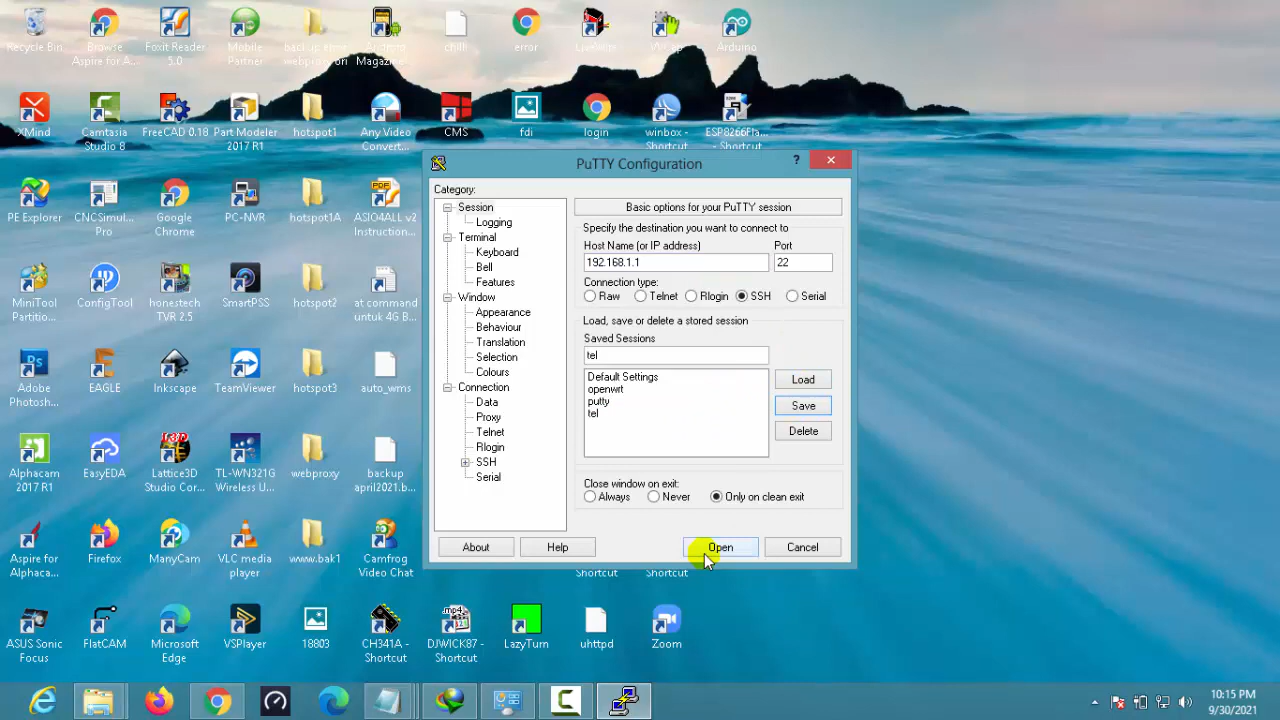 Recycle Bin
Browse
Aspire for A...
Foxit Reader
5.0
Mobile
Partner
backup error
webproxy on
Android
Magazine
chilli
error
LiveWire
VVCap
Arduino
XMind
Camtasia
Studio 8
FreeCAD 0.18
Part Modeler
2017 R1
hotspot1
Any Video
Convert...
CMS
fdi
login
winbox -
Shortcut
ESP8266Fla...
- Shortcut
PE Explorer
CNCSimul...
Pro
Google
Chrome
PC-NVR
hotspot1A
ASIO4ALL v2
Instruction...
MiniTool
Partitio...
ConfigTool
honestech
TVR 2.5
SmartPSS
hotspot2
at command
untuk 4G B...
Adobe
Photosh...
EAGLE
Inkscape
TeamViewer
hotspot3
auto_wms
Alphacam
2017 R1
EasyEDA
Lattice3D
Studio Cor...
TL-WN321G
Wireless U...
webproxy
backup
april2021.b...
Aspire for
Alphaca...
Firefox
ManyCam
VLC media
player
www.bak1
Camfrog
Video Chat
Shortcut
Shortcut
ASUS Sonic
Focus
FlatCAM
Microsoft
Edge
VSPlayer
18803
CH341A -
Shortcut
DJWICK87 -
Shortcut
LazyTurn
uhttpd
Zoom
PuTTY Configuration
?
Category:
Session
Logging
Terminal
Keyboard
Bell
Features
Window
Appearance
Behaviour
Translation
Selection
Colours
Connection
Data
Proxy
Telnet
Rlogin
SSH
Serial
Basic options for your PuTTY session
Specify the destination you want to connect to
Host Name (or IP address) Port
192.168.1.1 22
Connection type:
Raw Telnet Rlogin SSH Serial
Load, save or delete a stored session
Saved Sessions
tel
Default Settings
openwrt
putty
tel
Load
Save
Delete
Close window on exit:
Always Never Only on clean exit
About Help Open Cancel
10:15 PM
9/30/2021